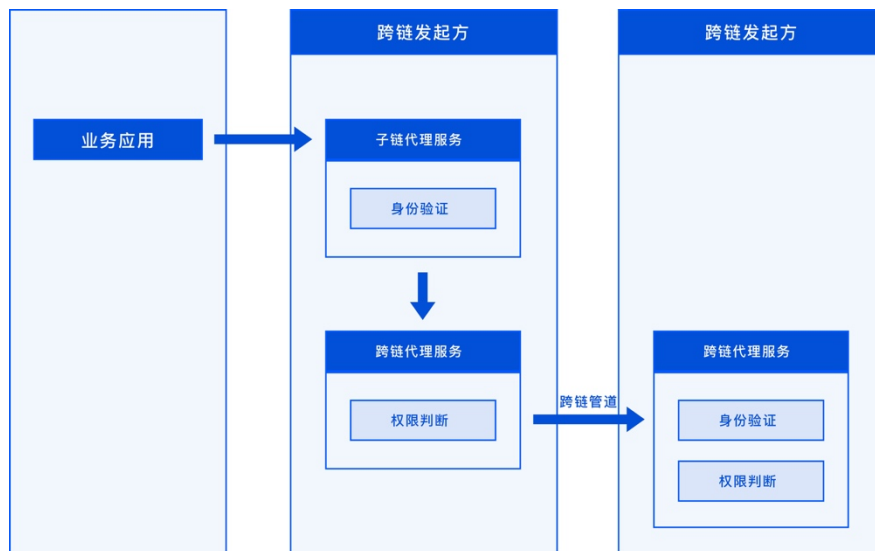 跨链发起方
跨链发起方
业务应用
子链代理服务
身份验证
跨链代理服务
跨链代理服务
跨链管道
权限判断
身份验证
权限判断